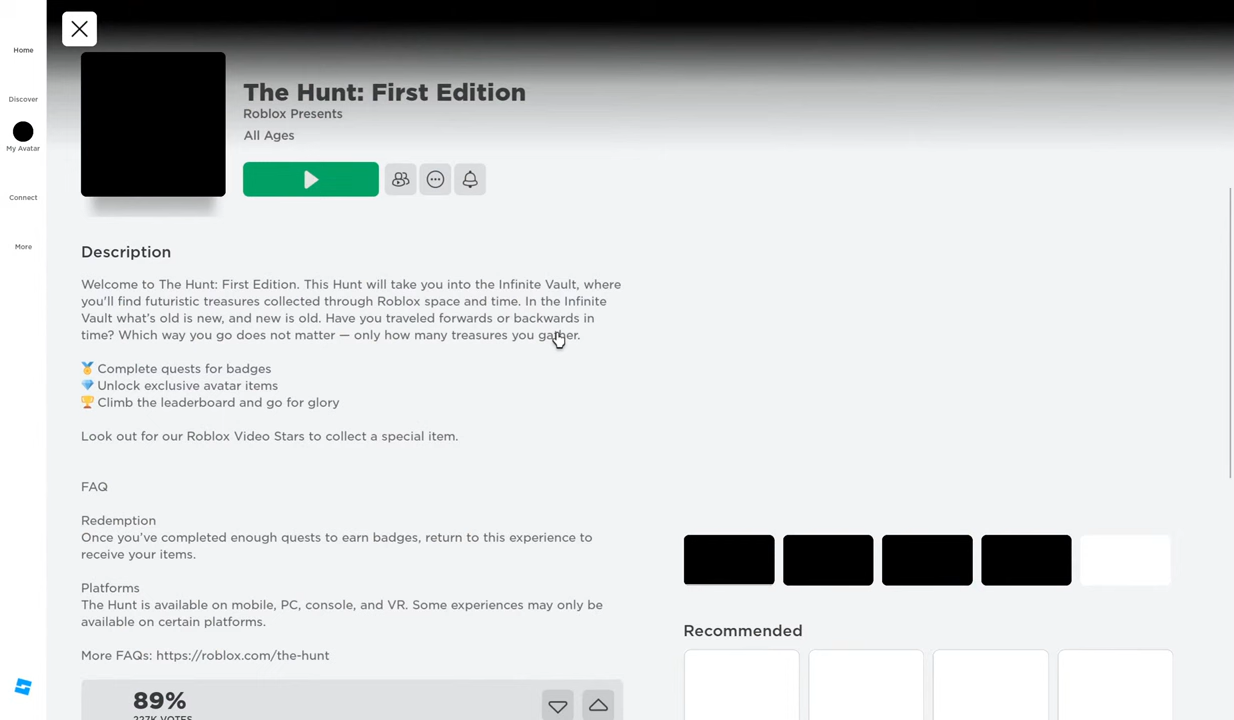 Home
Discover
My Avatar
Connect
More
The Hunt: First Edition
Roblox Presents
All Ages
Description
Welcome to The Hunt: First Edition. This Hunt will take you into the Infinite Vault, where
you'll find futuristic treasures collected through Roblox space and time. In the Infinite
Vault what's old is new, and new is old. Have you traveled forwards or backwards in
time? Which way you go does not matter — only how many treasures you gather.
🏅 Complete quests for badges
💎 Unlock exclusive avatar items
🏆 Climb the leaderboard and go for glory
Look out for our Roblox Video Stars to collect a special item.
FAQ
Redemption
Once you've completed enough quests to earn badges, return to this experience to
receive your items.
Platforms
The Hunt is available on mobile, PC, console, and VR. Some experiences may only be
available on certain platforms.
More FAQs: https://roblox.com/the-hunt
89%
227K VOTES
Recommended